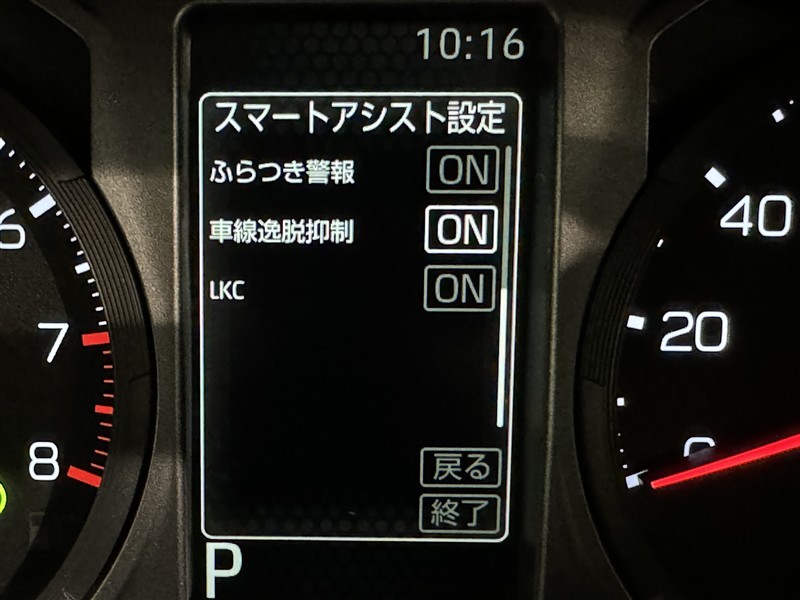 10:16
スマートアシスト設定
ふらつき警報 ON
車線逸脱抑制 ON
LKC ON
戻る
終了
P
6
7
8
40
20
0